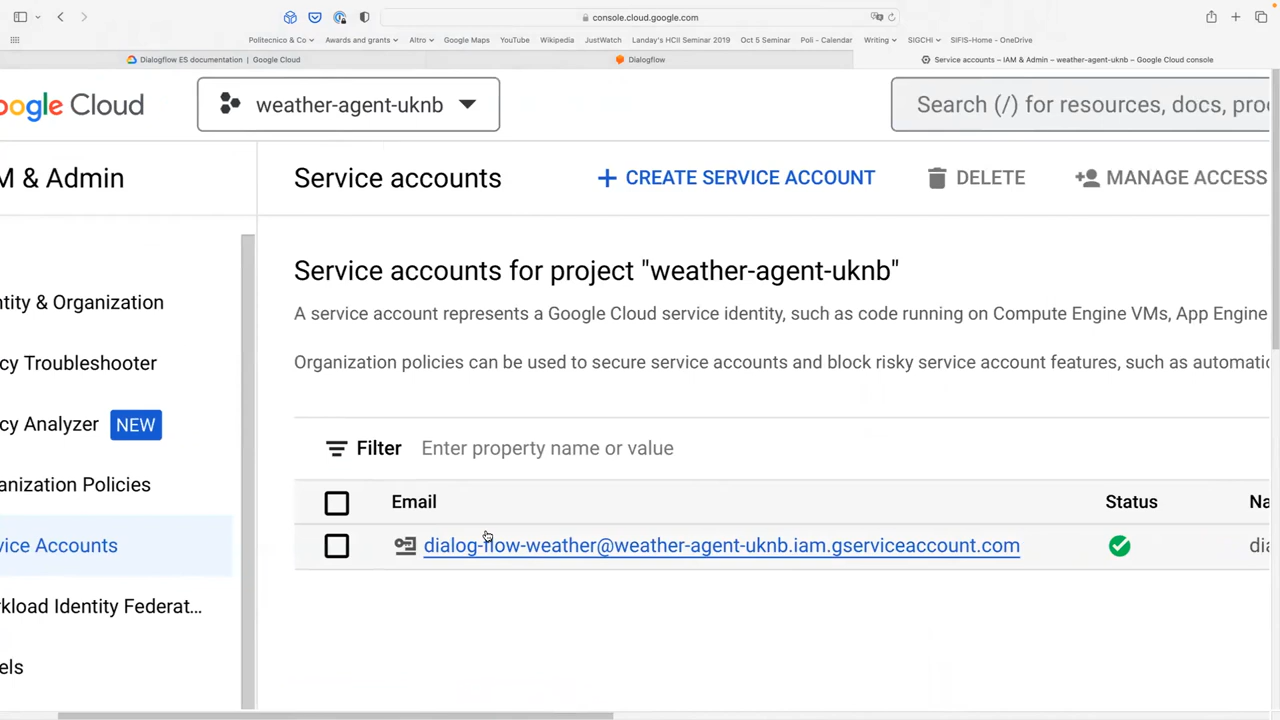 console.cloud.google.com
Politecnico & Co
Awards and grants
Altro
Google Maps
YouTube
Wikipedia
JustWatch
Landay's HCII Seminar 2019
Oct 5 Seminar
Poli - Calendar
Writing
SIGCHI
SIFIS-Home - OneDrive
Dialogflow ES documentation | Google Cloud
Dialogflow
Service accounts – IAM & Admin – weather-agent-uknb – Google Cloud console
oogle Cloud
weather-agent-uknb
Search (/) for resources, docs, pro
M & Admin
Service accounts
+ CREATE SERVICE ACCOUNT
DELETE
MANAGE ACCESS
ntity & Organization
cy Troubleshooter
cy Analyzer NEW
anization Policies
vice Accounts
rkload Identity Federat...
els
Service accounts for project "weather-agent-uknb"
A service account represents a Google Cloud service identity, such as code running on Compute Engine VMs, App Engine
Organization policies can be used to secure service accounts and block risky service account features, such as automatic
Filter Enter property name or value
Email Status Na
dialog-flow-weather@weather-agent-uknb.iam.gserviceaccount.com dia